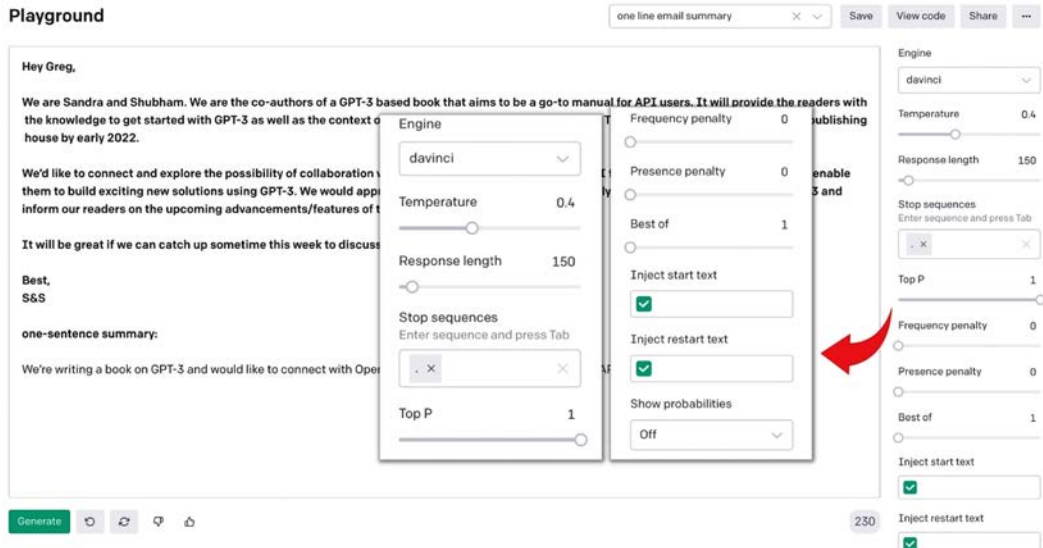 Playground
one line email summary
Save
View code
Share
...
Hey Greg,
We are Sandra and Shubham. We are the co-authors of a GPT-3 based book that aims to be a go-to manual for API users. It will provide the readers with
the knowledge to get started with GPT-3 as well as the context o
T
publishing
house by early 2022.
We'd like to connect and explore the possibility of collaboration
enable
them to build exciting new solutions using GPT-3. We would app
3 and
inform our readers on the upcoming advancements/features of t
It will be great if we can catch up sometime this week to discuss
Best,
S&S
one-sentence summary:
We're writing a book on GPT-3 and would like to connect with Oper
Engine
davinci
Temperature 0.4
Response length 150
Stop sequences
Enter sequence and press Tab
.
Top P 1
Frequency penalty 0
Presence penalty 0
Best of 1
Inject start text
Inject restart text
Show probabilities
Off
Engine
davinci
Temperature 0.4
Response length 150
Stop sequences
Enter sequence and press Tab
.
Top P 1
Frequency penalty 0
Presence penalty 0
Best of 1
Inject start text
Inject restart text
Generate
230